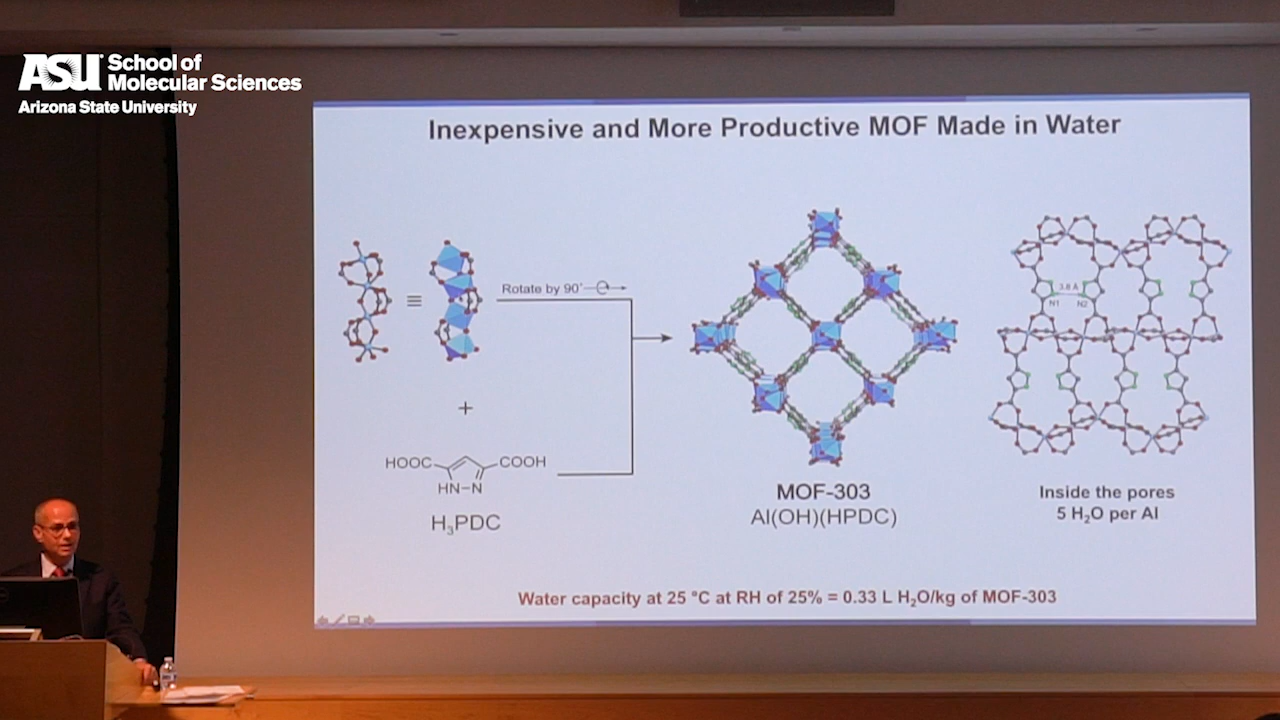 ASU School of
Molecular Sciences
Arizona State University
Inexpensive and More Productive MOF Made in Water
Rotate by 90°
≡
+
HOOC
COOH
HN–N
H₃PDC
MOF-303
Al(OH)(HPDC)
3.8 Å
N1 N2
Inside the pores
5 H₂O per Al
Water capacity at 25 °C at RH of 25% = 0.33 L H₂O/kg of MOF-303